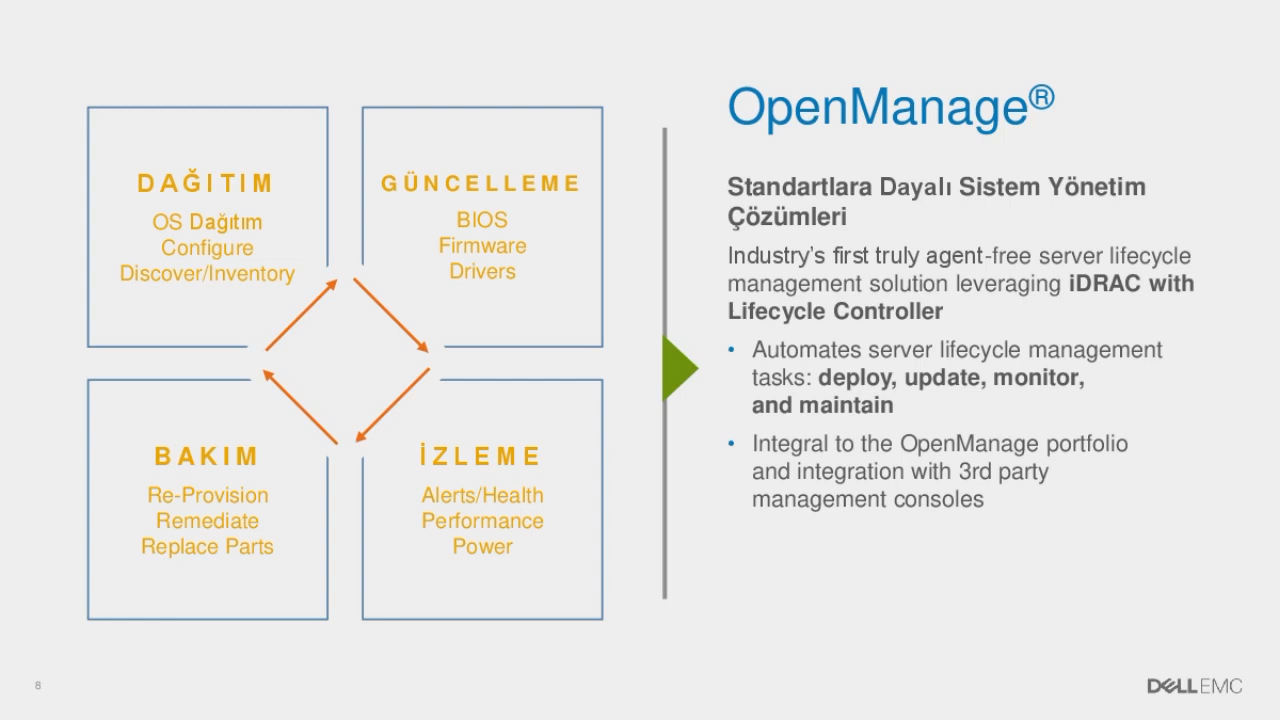 DAĞITIM
OS Dağıtım
Configure
Discover/Inventory
GÜNCELLEME
BIOS
Firmware
Drivers
BAKIM
Re-Provision
Remediate
Replace Parts
İZLEME
Alerts/Health
Performance
Power
OpenManage®
Standartlara Dayalı Sistem Yönetim
Çözümleri
Industry’s first truly agent-free server lifecycle
management solution leveraging iDRAC with
Lifecycle Controller
• Automates server lifecycle management
tasks: deploy, update, monitor,
and maintain
• Integral to the OpenManage portfolio
and integration with 3rd party
management consoles
8
DELL EMC